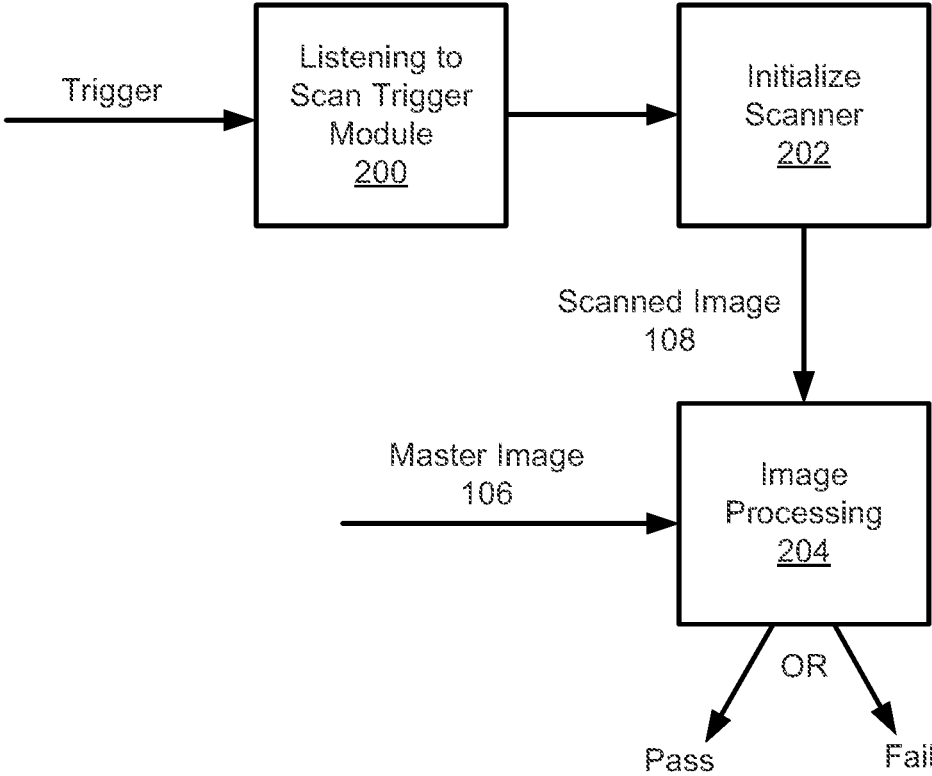 Trigger
Listening to
Scan Trigger
Module
200
Initialize
Scanner
202
Scanned Image
108
Master Image
106
Image
Processing
204
OR
Pass
Fail